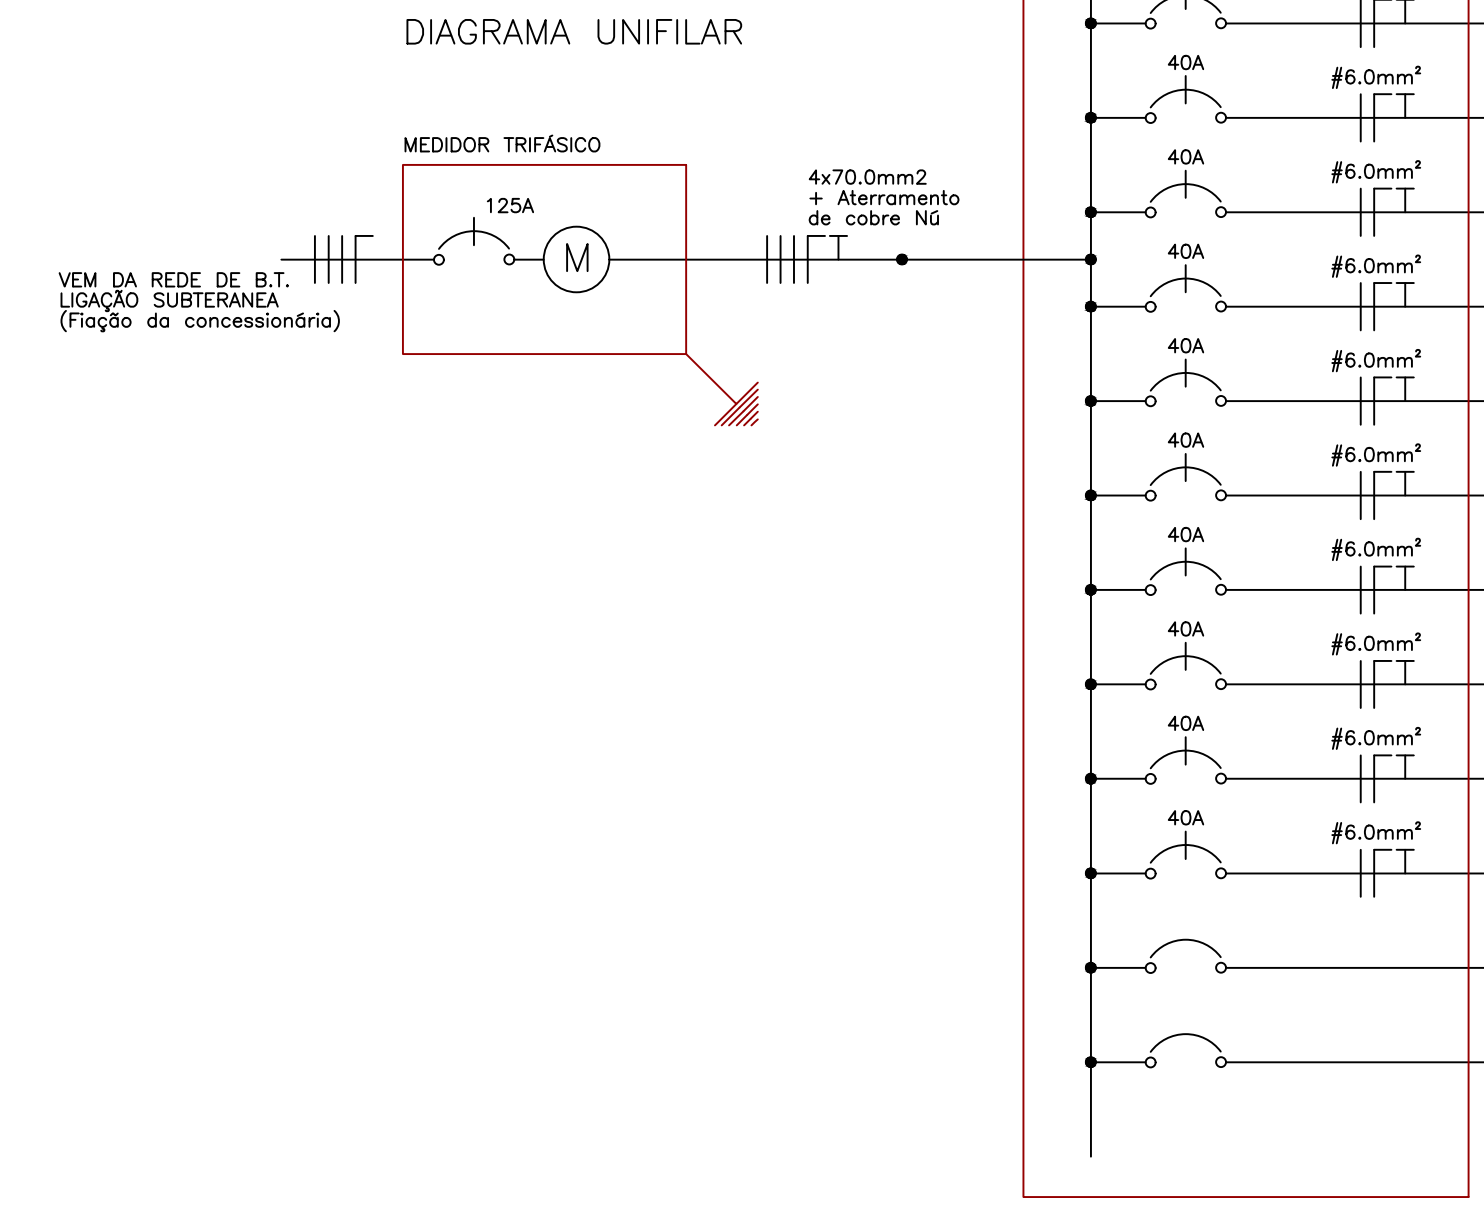 DIAGRAMA UNIFILAR
MEDIDOR TRIFÁSICO
125A
M
VEM DA REDE DE B.T.
LIGAÇÃO SUBTERANEA
(Fiação da concessionária)
4x70.0mm2
+ Aterramento
de cobre Nú
40A #6.0mm²
40A #6.0mm²
40A #6.0mm²
40A #6.0mm²
40A #6.0mm²
40A #6.0mm²
40A #6.0mm²
40A #6.0mm²
40A #6.0mm²